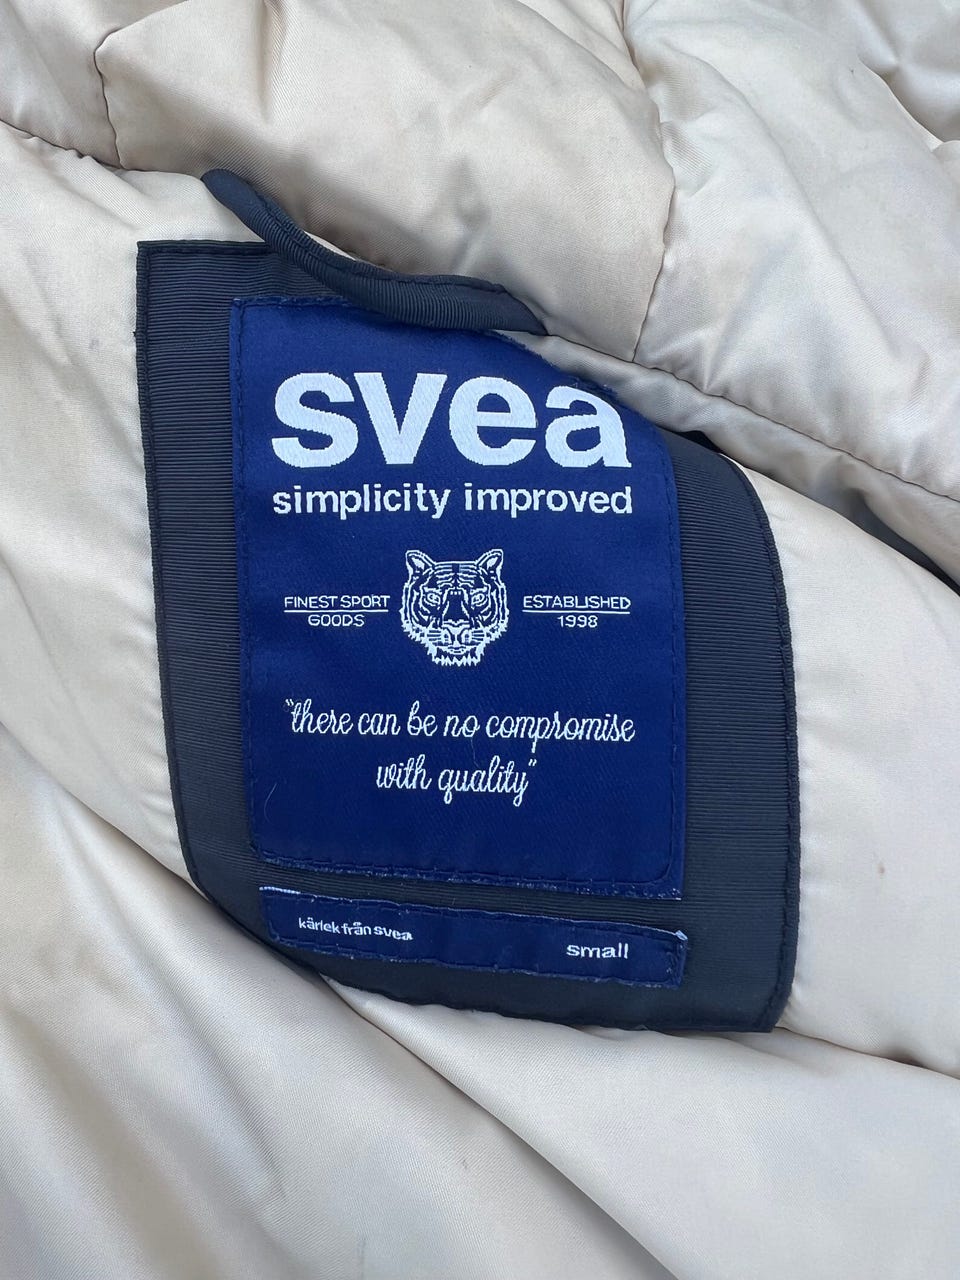 svea
simplicity improved
FINEST SPORT
GOODS
ESTABLISHED
1998
"there can be no compromise
with quality"
kärlek från svea
small